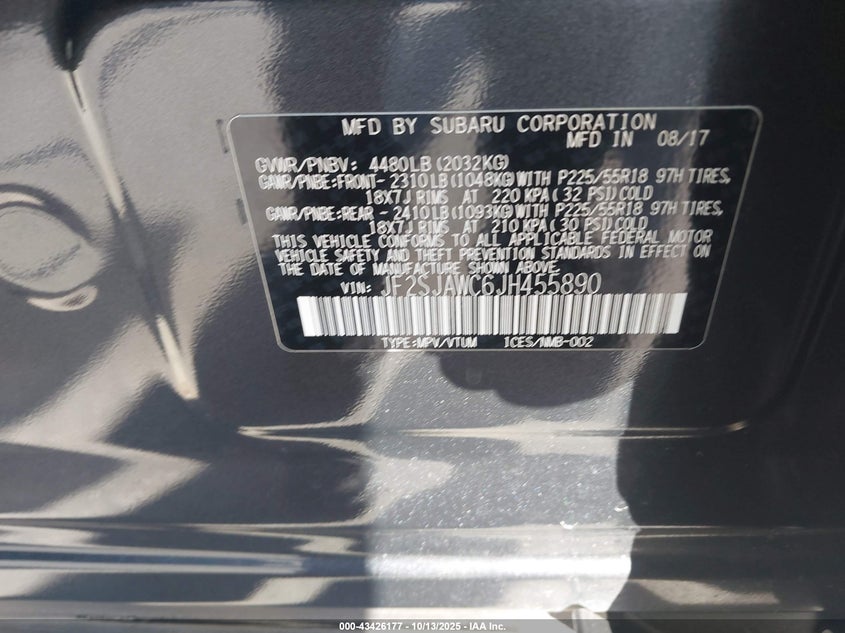 MFD BY SUBARU CORPORATION
MFD IN 08/17
GVWR/PNBV: 4480LB(2032KG)
GAWR/PNBE:FRONT- 2310LB(1048KG)WITH P225/55R18 97H TIRES,
18X7J RIMS AT 220 KPA(32 PSI)COLD
GAWR/PNBE:REAR - 2410LB(1093KG)WITH P225/55R18 97H TIRES,
18X7J RIMS AT 210 KPA(30 PSI)COLD
THIS VEHICLE CONFORMS TO ALL APPLICABLE FEDERAL MOTOR
VEHICLE SAFETY AND THEFT PREVENTION STANDARDS IN EFFECT ON
THE DATE OF MANUFACTURE SHOWN ABOVE.
VIN: JF2SJAWC6JH455890
TYPE:MPV/VTUM ICES/NMB-002
000-43426177 - 10/13/2025 - IAA Inc.